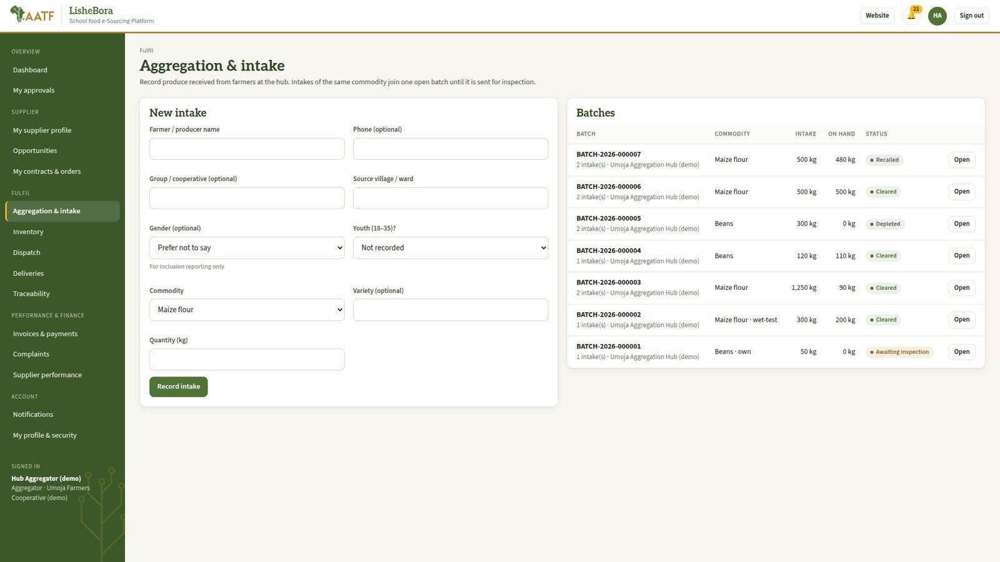 AATF
LisheBora
School food e-Sourcing Platform
Website
21
HA
Sign out
OVERVIEW
Dashboard
My approvals
SUPPLIER
My supplier profile
Opportunities
My contracts & orders
FULFIL
Aggregation & intake
Inventory
Dispatch
Deliveries
Traceability
PERFORMANCE & FINANCE
Invoices & payments
Complaints
Supplier performance
ACCOUNT
Notifications
My profile & security
SIGNED IN
Hub Aggregator (demo)
Aggregator · Umoja Farmers
Cooperative (demo)
Fulfil
Aggregation & intake
Record produce received from farmers at the hub. Intakes of the same commodity join one open batch until it is sent for inspection.
New intake
Farmer / producer name
Phone (optional)
Group / cooperative (optional)
Source village / ward
Gender (optional)
Youth (18–35)?
Prefer not to say
Not recorded
For inclusion reporting only
Commodity
Variety (optional)
Maize flour
Quantity (kg)
Record intake
Batches
BATCH COMMODITY INTAKE ON HAND STATUS
BATCH-2026-000007
2 intake(s) · Umoja Aggregation Hub (demo)
Maize flour 500 kg 480 kg Recalled Open
BATCH-2026-000006
2 intake(s) · Umoja Aggregation Hub (demo)
Maize flour 500 kg 500 kg Cleared Open
BATCH-2026-000005
2 intake(s) · Umoja Aggregation Hub (demo)
Beans 300 kg 0 kg Depleted Open
BATCH-2026-000004
1 intake(s) · Umoja Aggregation Hub (demo)
Beans 120 kg 110 kg Cleared Open
BATCH-2026-000003
2 intake(s) · Umoja Aggregation Hub (demo)
Maize flour 1,250 kg 90 kg Cleared Open
BATCH-2026-000002
1 intake(s) · Umoja Aggregation Hub (demo)
Maize flour · wet-test 300 kg 200 kg Cleared Open
BATCH-2026-000001
1 intake(s) · Umoja Aggregation Hub (demo)
Beans · own 50 kg 0 kg Awaiting inspection Open